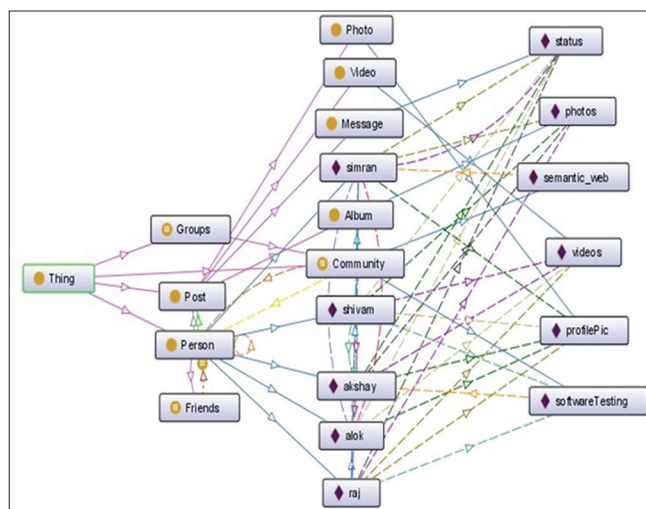 Photo
status
Video
photos
Message
simran
semantic_web
Album
Groups
videos
Community
Thing
Post
shivam
profilePic
Person
akshay
softwareTesting
Friends
alok
raj